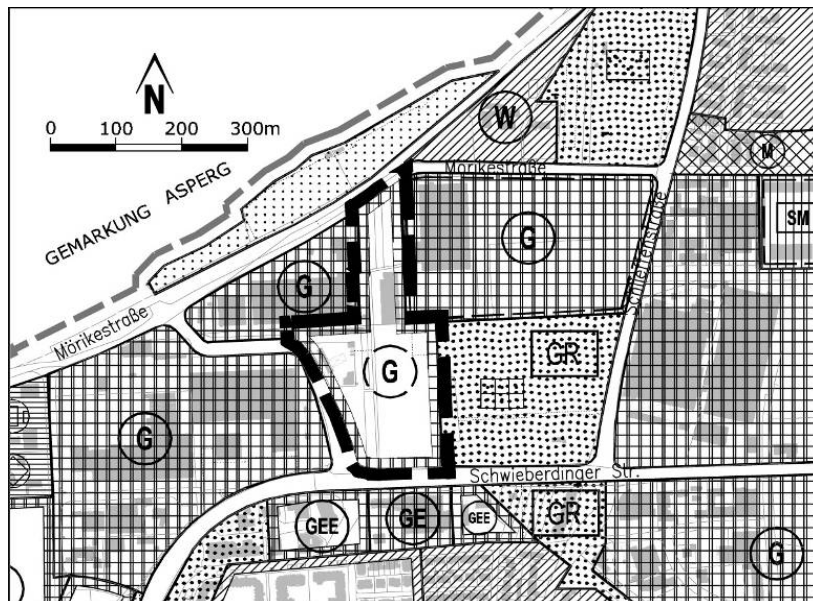 W
Mörikestraße
M
N
0 100 200 300m
GEMARKUNG ASPERG
SM
G
G
Schlieffenstraße
Mörikestraße
GR
G
G
Schwieberdinger Str.
GEE
GE
GEE
GR
G